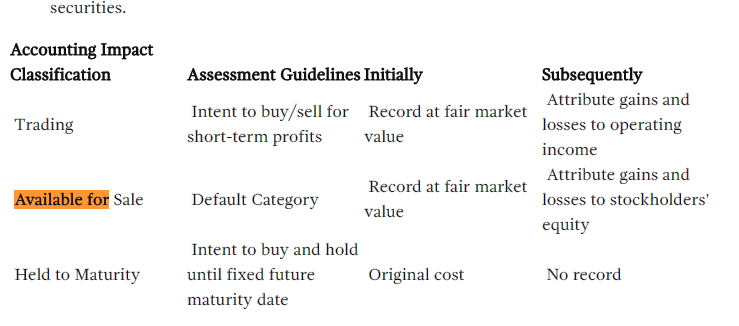 securities.
Accounting Impact
Classification Assessment Guidelines Initially Subsequently
Trading
Intent to buy/sell for
short-term profits
Record at fair market
value
Attribute gains and
losses to operating
income
Available for Sale
Default Category
Record at fair market
value
Attribute gains and
losses to stockholders'
equity
Held to Maturity
Intent to buy and hold
until fixed future
maturity date
Original cost
No record